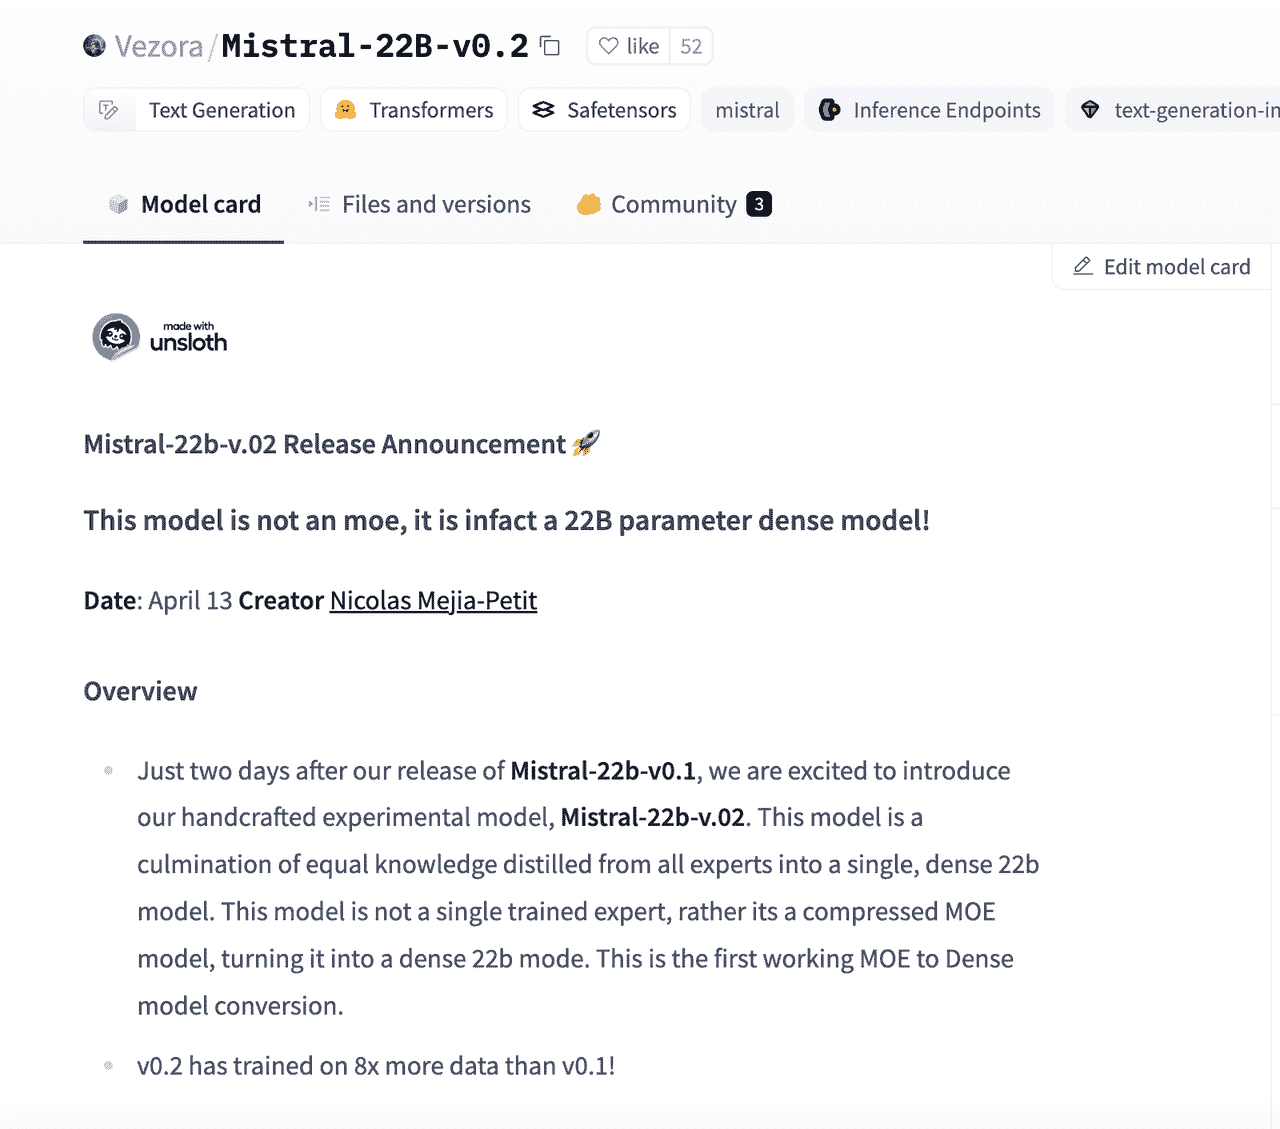 Vezora/Mistral-22B-v0.2 like 52
Text Generation Transformers Safetensors mistral Inference Endpoints text-generation-in
Model card Files and versions Community 3
Edit model card
made with
unsloth
Mistral-22b-v.02 Release Announcement 🚀
This model is not an moe, it is infact a 22B parameter dense model!
Date: April 13 Creator Nicolas Mejia-Petit
Overview
Just two days after our release of Mistral-22b-v0.1, we are excited to introduce
our handcrafted experimental model, Mistral-22b-v.02. This model is a
culmination of equal knowledge distilled from all experts into a single, dense 22b
model. This model is not a single trained expert, rather its a compressed MOE
model, turning it into a dense 22b mode. This is the first working MOE to Dense
model conversion.
v0.2 has trained on 8x more data than v0.1!